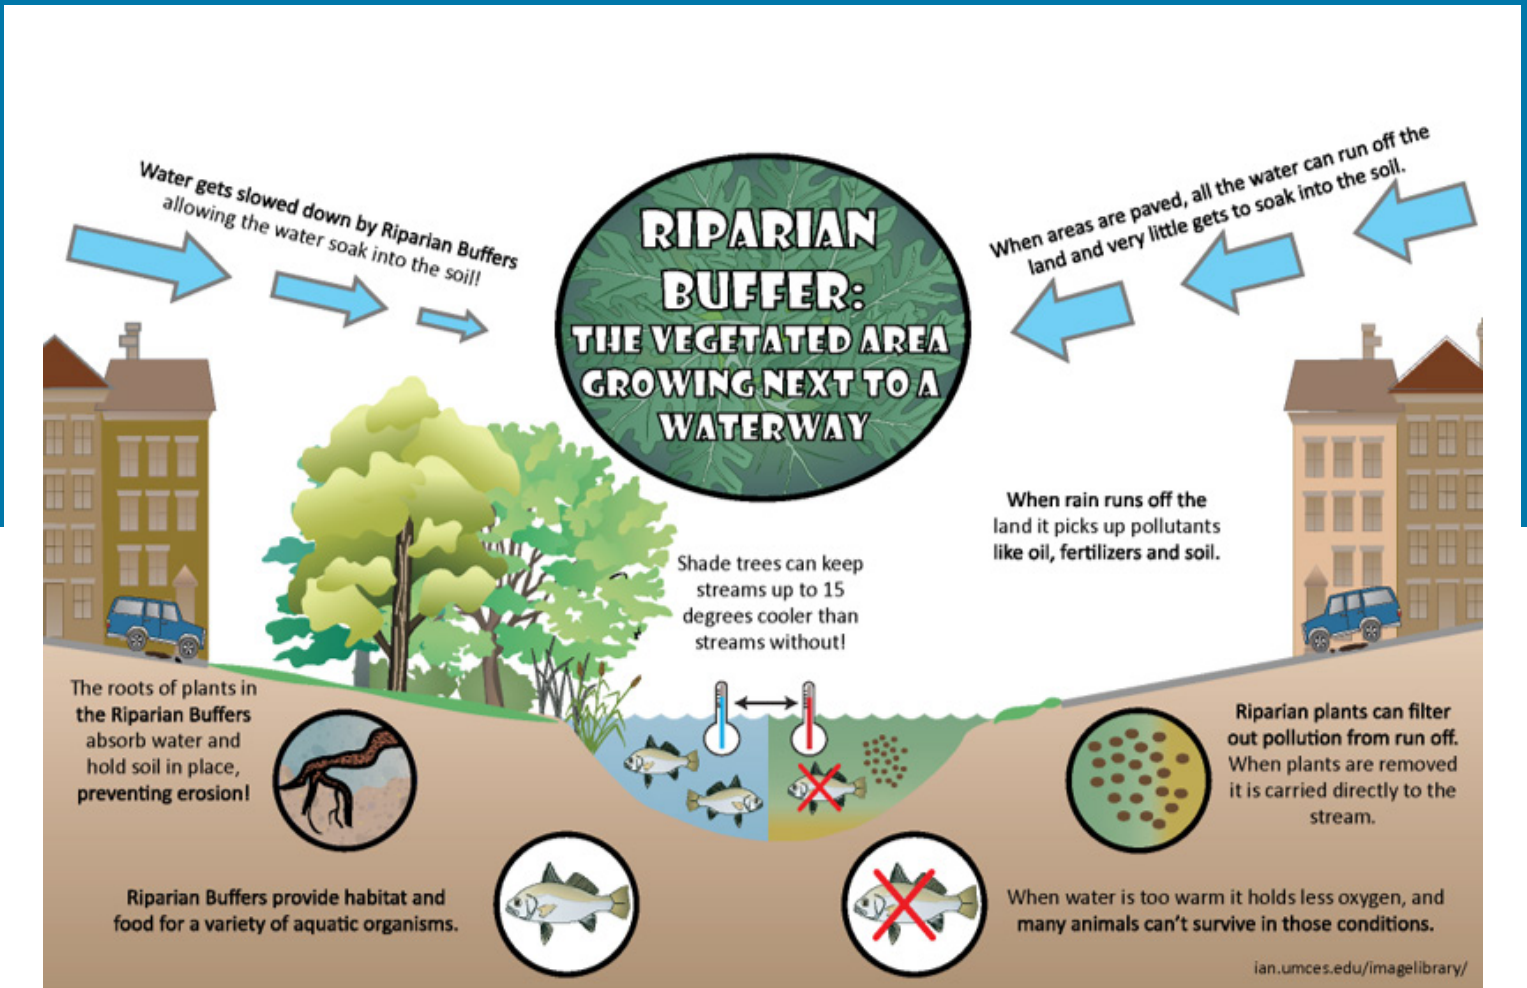 Water gets slowed down by Riparian Buffers
allowing the water soak into the soil!
RIPARIAN
BUFFER:
THE VEGETATED AREA
GROWING NEXT TO A
WATERWAY
When areas are paved, all the water can run off the
land and very little gets to soak into the soil.
When rain runs off the
land it picks up pollutants
like oil, fertilizers and soil.
Shade trees can keep
streams up to 15
degrees cooler than
streams without!
The roots of plants in
the Riparian Buffers
absorb water and
hold soil in place,
preventing erosion!
Riparian plants can filter
out pollution from run off.
When plants are removed
it is carried directly to the
stream.
Riparian Buffers provide habitat and
food for a variety of aquatic organisms.
When water is too warm it holds less oxygen, and
many animals can't survive in those conditions.
ian.umces.edu/imagelibrary/